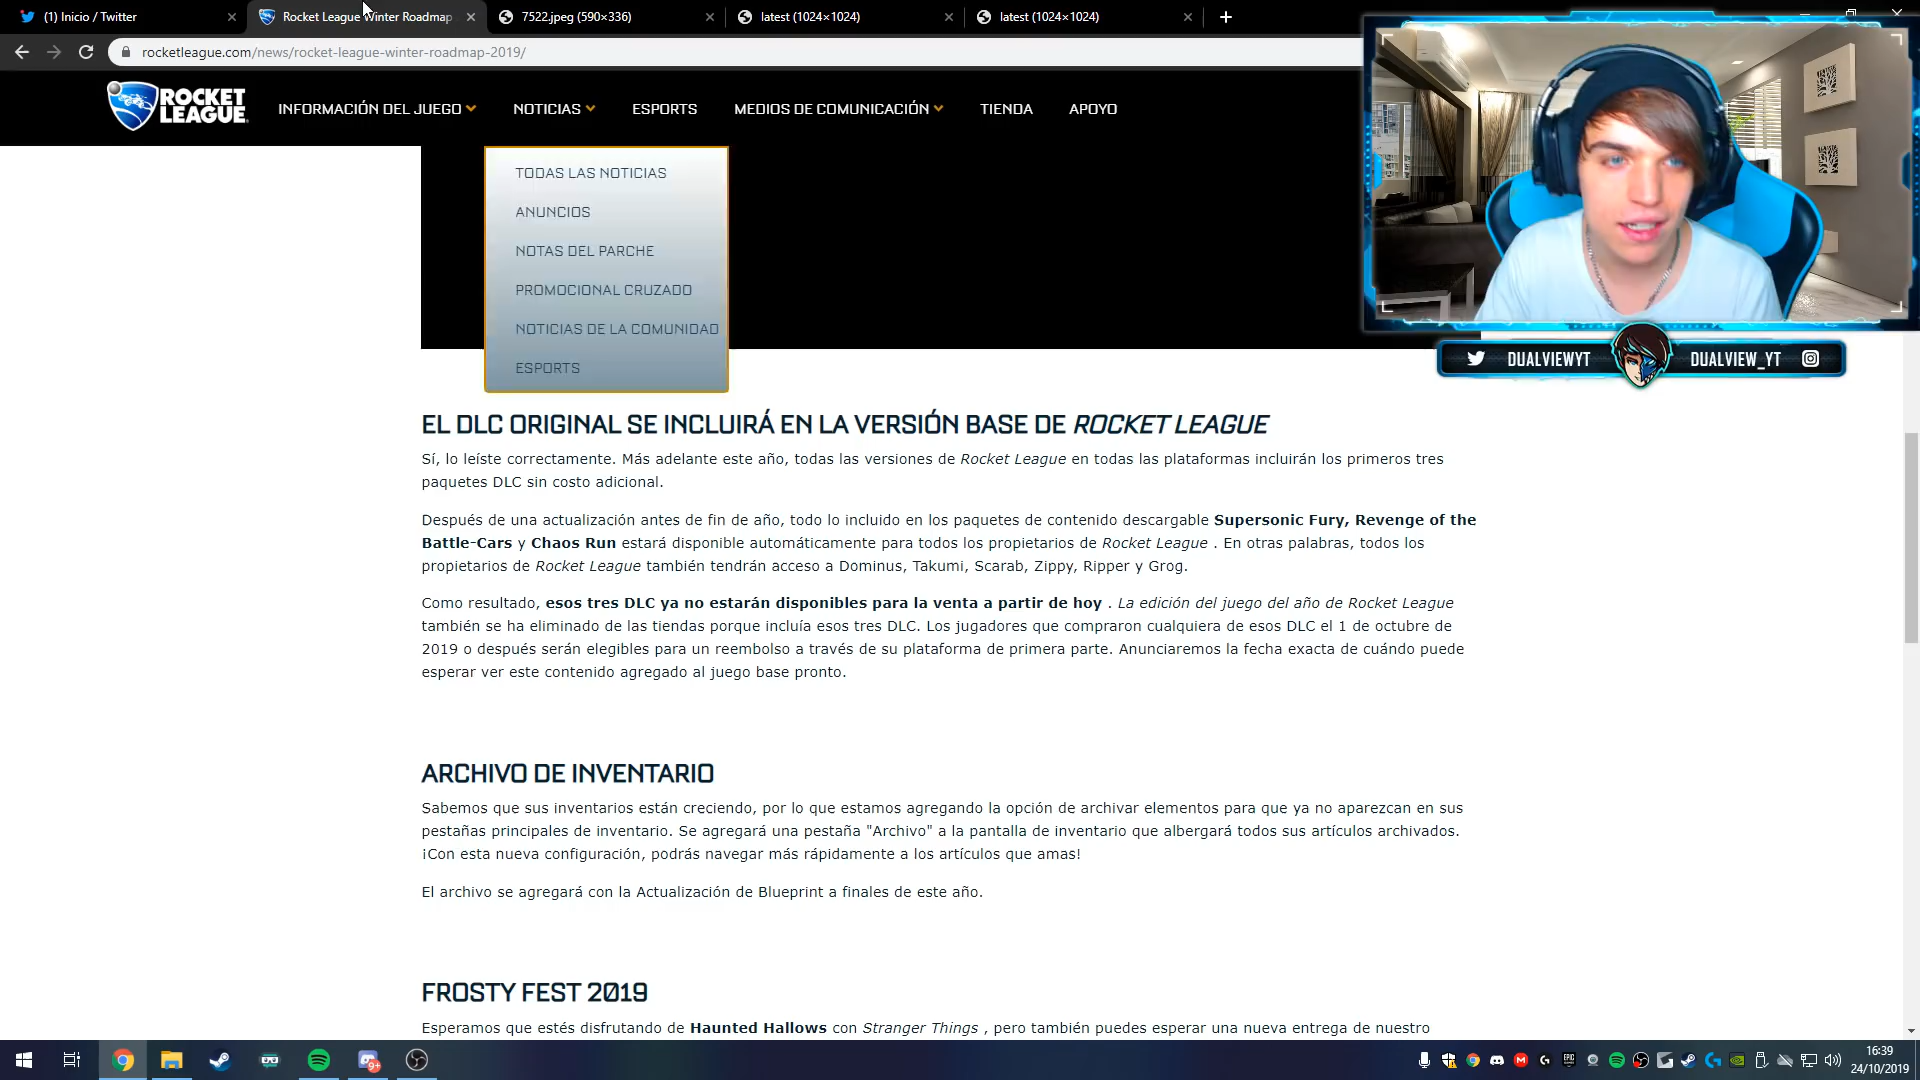 (1) Inicio / Twitter
Rocket League Winter Roadmap
7522.jpeg (590×336)
latest (1024×1024)
latest (1024×1024)
rocketleague.com/news/rocket-league-winter-roadmap-2019/
ROCKET
LEAGUE
INFORMACIÓN DEL JUEGO
NOTICIAS
ESPORTS
MEDIOS DE COMUNICACIÓN
TIENDA
APOYO
TODAS LAS NOTICIAS
ANUNCIOS
NOTAS DEL PARCHE
PROMOCIONAL CRUZADO
NOTICIAS DE LA COMUNIDAD
ESPORTS
DUALVIEWYT
DUALVIEW_YT
EL DLC ORIGINAL SE INCLUIRÁ EN LA VERSIÓN BASE DE ROCKET LEAGUE
Sí, lo leíste correctamente. Más adelante este año, todas las versiones de Rocket League en todas las plataformas incluirán los primeros tres
paquetes DLC sin costo adicional.
Después de una actualización antes de fin de año, todo lo incluido en los paquetes de contenido descargable Supersonic Fury, Revenge of the
Battle-Cars y Chaos Run estará disponible automáticamente para todos los propietarios de Rocket League . En otras palabras, todos los
propietarios de Rocket League también tendrán acceso a Dominus, Takumi, Scarab, Zippy, Ripper y Grog.
Como resultado, esos tres DLC ya no estarán disponibles para la venta a partir de hoy . La edición del juego del año de Rocket League
también se ha eliminado de las tiendas porque incluía esos tres DLC. Los jugadores que compraron cualquiera de esos DLC el 1 de octubre de
2019 o después serán elegibles para un reembolso a través de su plataforma de primera parte. Anunciaremos la fecha exacta de cuándo puede
esperar ver este contenido agregado al juego base pronto.
ARCHIVO DE INVENTARIO
Sabemos que sus inventarios están creciendo, por lo que estamos agregando la opción de archivar elementos para que ya no aparezcan en sus
pestañas principales de inventario. Se agregará una pestaña "Archivo" a la pantalla de inventario que albergará todos sus artículos archivados.
¡Con esta nueva configuración, podrás navegar más rápidamente a los artículos que amas!
El archivo se agregará con la Actualización de Blueprint a finales de este año.
FROSTY FEST 2019
Esperamos que estés disfrutando de Haunted Hallows con Stranger Things , pero también puedes esperar una nueva entrega de nuestro
16:39
24/10/2019